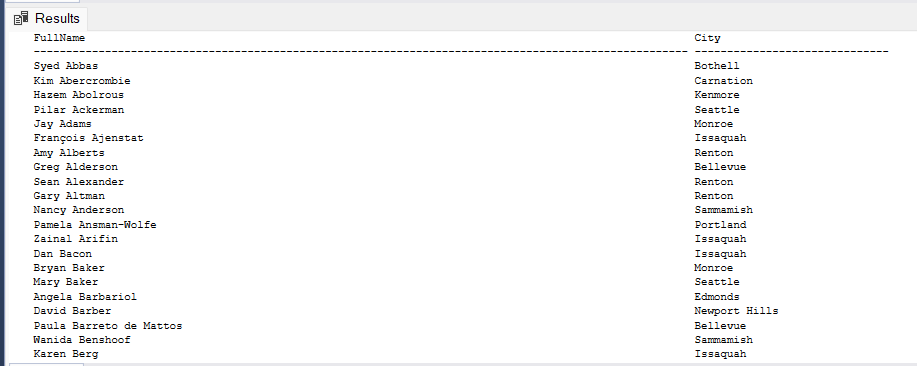 Results
FullName City
---------------------------------------------------------------------------------------------------- ------------------------------
Syed Abbas Bothell
Kim Abercrombie Carnation
Hazem Abolrous Kenmore
Pilar Ackerman Seattle
Jay Adams Monroe
François Ajenstat Issaquah
Amy Alberts Renton
Greg Alderson Bellevue
Sean Alexander Renton
Gary Altman Renton
Nancy Anderson Sammamish
Pamela Ansman-Wolfe Portland
Zainal Arifin Issaquah
Dan Bacon Issaquah
Bryan Baker Monroe
Mary Baker Seattle
Angela Barbariol Edmonds
David Barber Newport Hills
Paula Barreto de Mattos Bellevue
Wanida Benshoof Sammamish
Karen Berg Issaquah